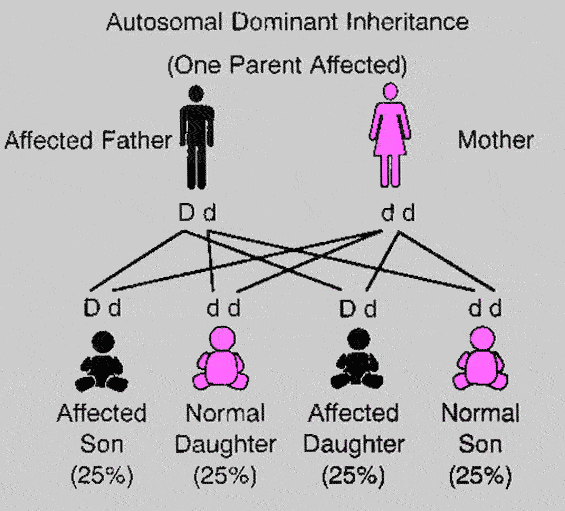 Autosomal Dominant Inheritance
(One Parent Affected)
Affected Father
Mother
D d
d d
D d
d d
D d
d d
Affected
Son
(25%)
Normal
Daughter
(25%)
Affected
Daughter
(25%)
Normal
Son
(25%)